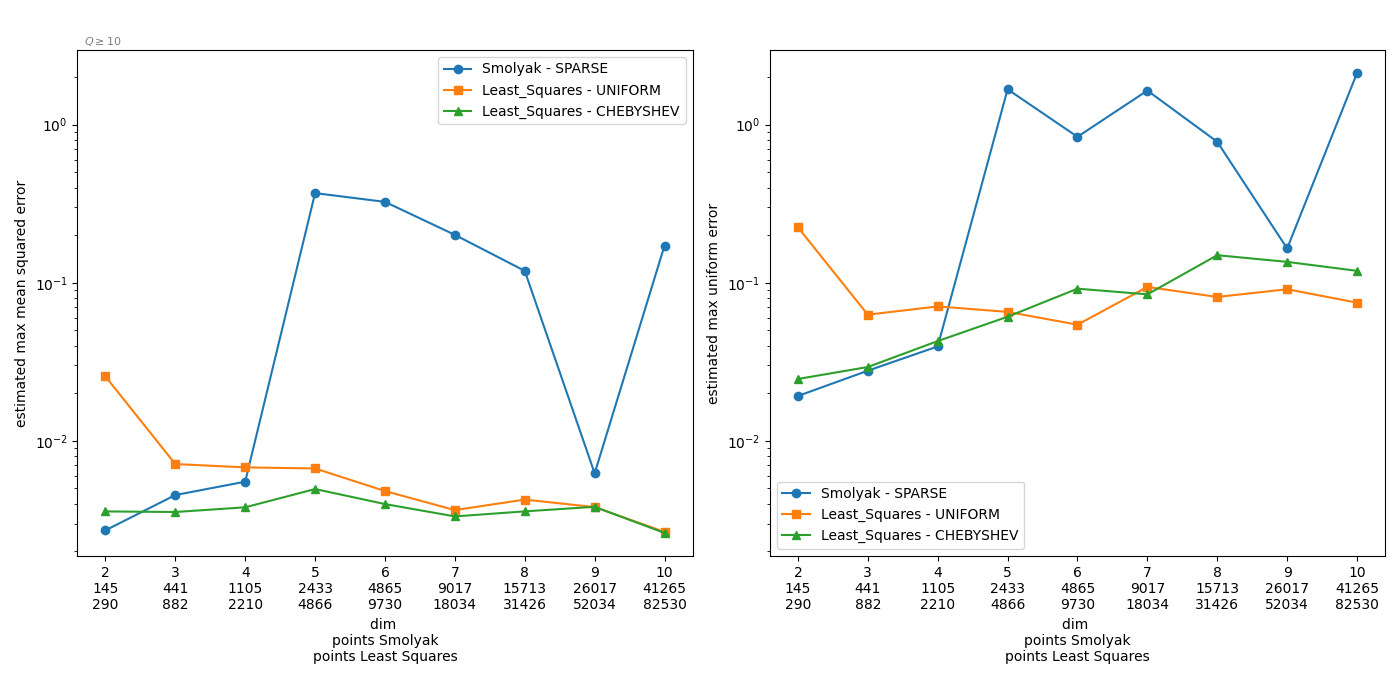 Q ≥ 10
estimated max mean squared error
10⁰
10⁻¹
10⁻²
Smolyak - SPARSE
Least_Squares - UNIFORM
Least_Squares - CHEBYSHEV
2 3 4 5 6 7 8 9 10
145 441 1105 2433 4865 9017 15713 26017 41265
290 882 2210 4866 9730 18034 31426 52034 82530
dim
points Smolyak
points Least Squares
estimated max uniform error
10⁰
10⁻¹
10⁻²
Smolyak - SPARSE
Least_Squares - UNIFORM
Least_Squares - CHEBYSHEV
2 3 4 5 6 7 8 9 10
145 441 1105 2433 4865 9017 15713 26017 41265
290 882 2210 4866 9730 18034 31426 52034 82530
dim
points Smolyak
points Least Squares